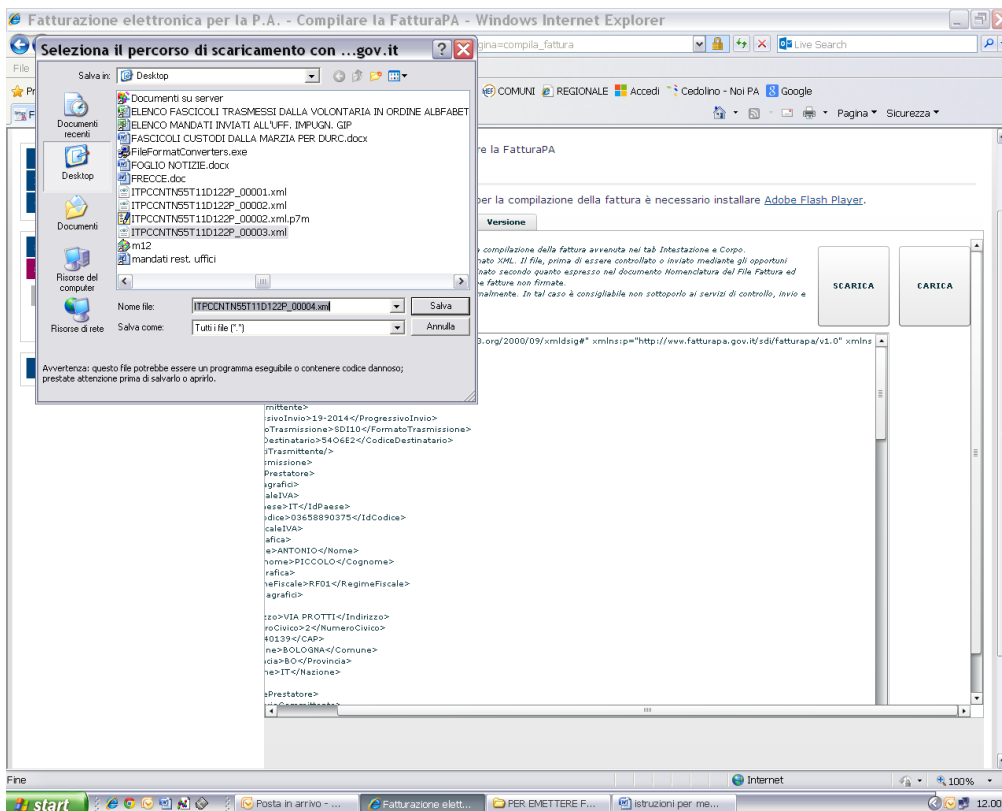 Fatturazione elettronica per la P.A. - Compilare la FatturaPA - Windows Internet Explorer
Seleziona il percorso di scaricamento con ...gov.it
gina=compila_fattura
Live Search
File
Salva in:
Desktop
Pr
COMUNI
REGIONALE
Accedi
Cedolino - Noi PA
Google
F
Pagina
Sicurezza
Documenti recenti
Desktop
Documenti
Risorse del computer
Risorse di rete
Documenti su server
ELENCO FASCICOLI TRASMESSI DALLA VOLONTARIA IN ORDINE ALBFABET
ELENCO MANDATI INVIATI ALL'UFF. IMPUGN. GIP
FASCICOLI CUSTODI DALLA MARZIA PER DURC.docx
FileFormatConverters.exe
FOGLIO NOTIZIE.docx
FRECCE.doc
ITPCCNTN55T11D122P_00001.xml
ITPCCNTN55T11D122P_00002.xml
ITPCCNTN55T11D122P_00002.xml.p7m
ITPCCNTN55T11D122P_00003.xml
m12
mandati rest. uffici
Nome file:
ITPCCNTN55T11D122P_00004.xml
Salva
Salva come:
Tutti i file (*.*)
Annulla
Avvertenza: questo file potrebbe essere un programma eseguibile o contenere codice dannoso;
prestate attenzione prima di salvarlo o aprirlo.
re la FatturaPA
per la compilazione della fattura è necessario installare Adobe Flash Player.
Versione
compilazione della fattura avvenuta nei tab Intestazione e Corpo.
nato XML. Il file, prima di essere controllato o inviato mediante gli opportuni
inato secondo quanto espresso nel documento Nomenclatura del File Fattura ed
e fatture non firmate.
malmente. In tal caso è consigliabile non sottoporlo ai servizi di controllo, invio e
SCARICA
CARICA
3.org/2000/09/xmldsig#" xmlns:p="http://www.fatturapa.gov.it/sdi/fatturapa/v1.0" xmlns
mittente>
sivoInvio>19-2014</ProgressivoInvio>
oTrasmissione>SDI10</FormatoTrasmissione>
Destinatario>54O6E2</CodiceDestinatario>
iTrasmittente/>
smissione>
Prestatore>
agrafici>
aleIVA>
aese>IT</IdPaese>
odice>03658890375</IdCodice>
caleIVA>
afica>
e>ANTONIO</Nome>
nome>PICCOLO</Cognome>
rafica>
neFiscale>RF01</RegimeFiscale>
agrafici>
zzo>VIA PROTTI</Indirizzo>
roCivico>2</NumeroCivico>
40139</CAP>
ne>BOLOGNA</Comune>
ncia>BO</Provincia>
ne>IT</Nazione>
ePrestatore>
Fine
Internet
100%
start
Posta in arrivo - ...
Fatturazione elett...
PER EMETTERE F...
istruzioni per me...
12.00